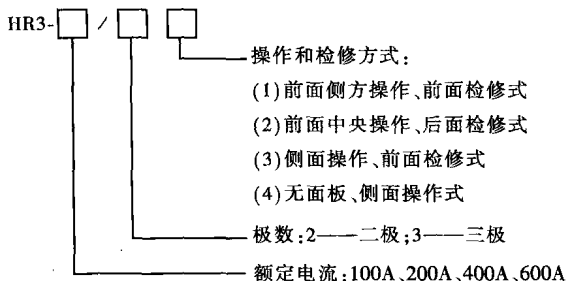 HR3-□/□□
操作和检修方式:
(1)前面侧方操作、前面检修式
(2)前面中央操作、后面检修式
(3)侧面操作、前面检修式
(4)无面板、侧面操作式
极数:2——二极;3——三极
额定电流:100A、200A、400A、600A